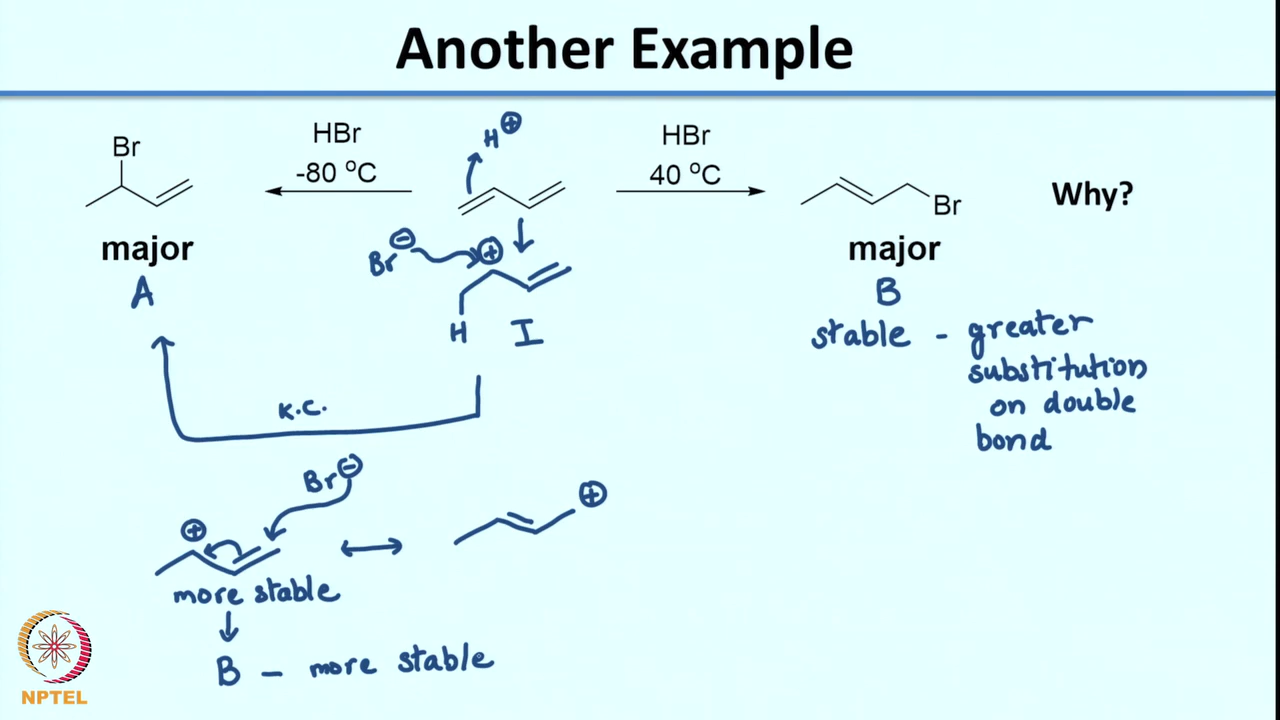 Another Example
Br
HBr
-80 °C
H⊕
HBr
40 °C
Br
Why?
major
A
Br⊖
⊕
H
I
major
B
stable - greater
substitution
on double
bond
K.C.
Br⊖
⊕
⊕
more stable
B - more stable
NPTEL